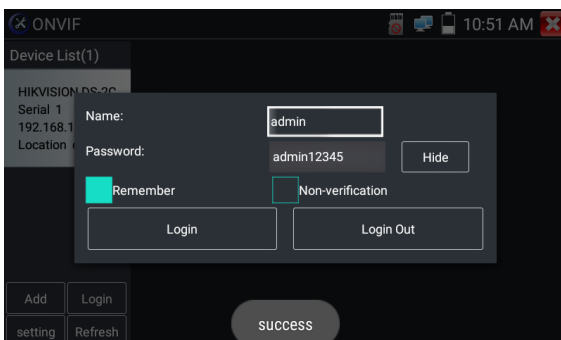 ONVIF
10:51 AM
Device List(1)
HIKVISION DS-2C
Serial 1
192.168.1
Location
Name:
admin
Password:
admin12345
Hide
Remember
Non-verification
Login
Login Out
Add
Login
setting
Refresh
success